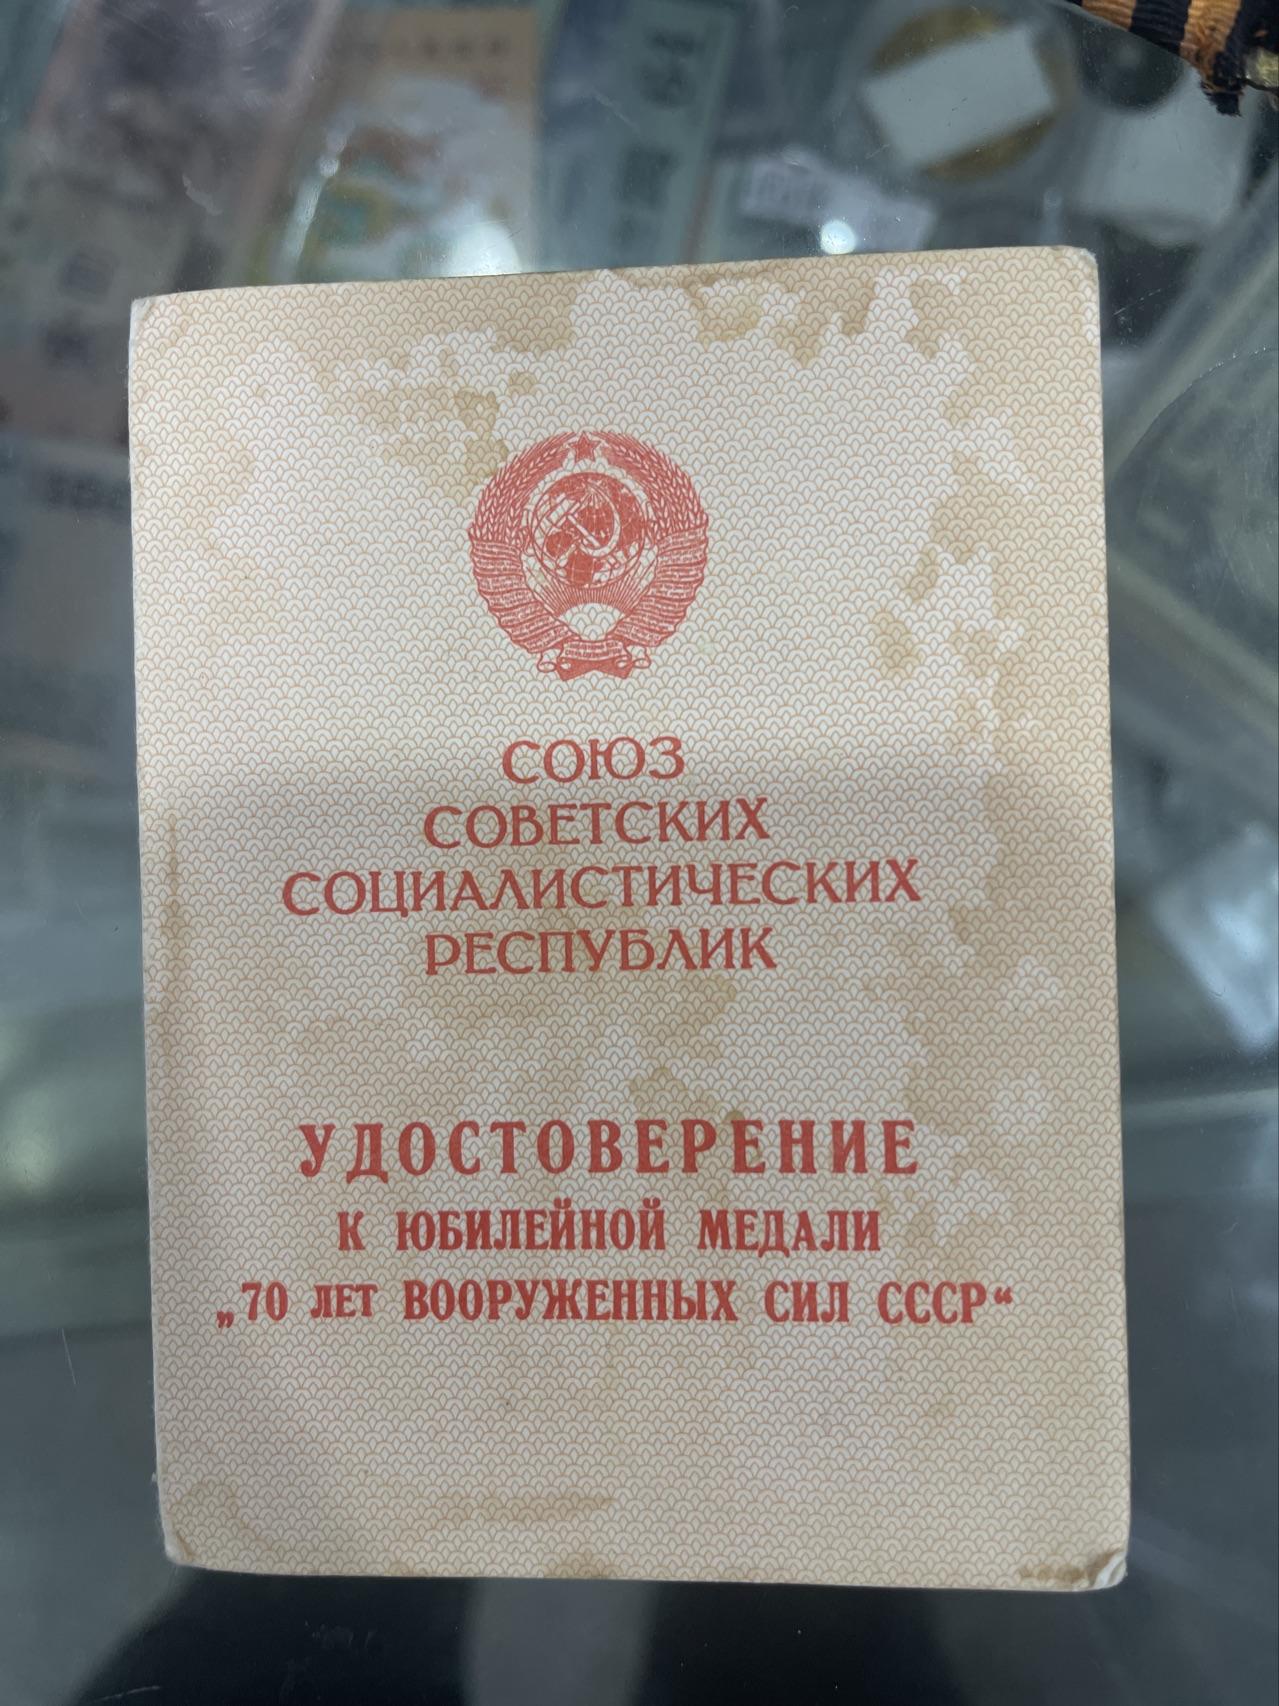 СОЮЗ
СОВЕТСКИХ
СОЦИАЛИСТИЧЕСКИХ
РЕСПУБЛИК
УДОСТОВЕРЕНИЕ
К ЮБИЛЕЙНОЙ МЕДАЛИ
„70 ЛЕТ ВООРУЖЕННЫХ СИЛ СССР“